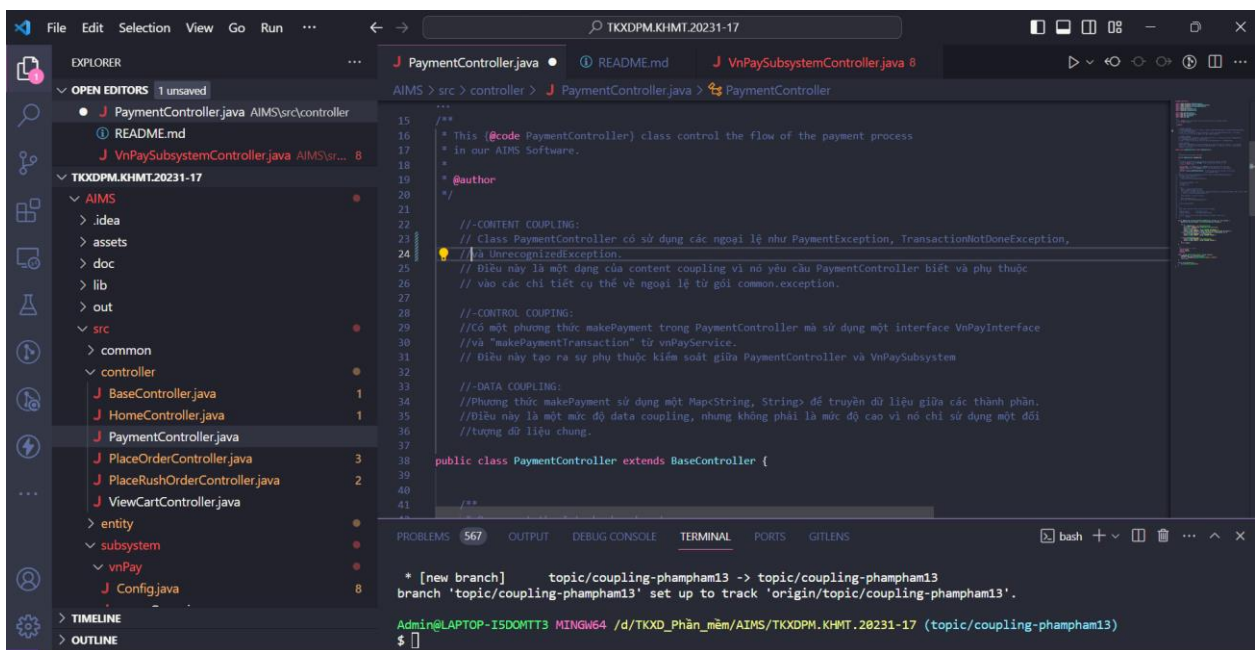 File Edit Selection View Go Run ··· ← → TKXDPM.KHMT.20231-17
EXPLORER ···
OPEN EDITORS 1 unsaved
J PaymentController.java AIMS\src\controller
README.md
J VnPaySubsystemController.java AIMS\sr... 8
TKXDPM.KHMT.20231-17
AIMS
.idea
assets
doc
lib
out
src
common
controller
J BaseController.java 1
J HomeController.java 1
J PaymentController.java
J PlaceOrderController.java 3
J PlaceRushOrderController.java 2
J ViewCartController.java
entity
subsystem
vnPay
J Config.java 8
TIMELINE
OUTLINE
1
J PaymentController.java ● README.md J VnPaySubsystemController.java 8
AIMS > src > controller > J PaymentController.java > PaymentController
15 /**
16 * This {@code PaymentController} class control the flow of the payment process
17 * in our AIMS Software.
18 *
19 * @author
20 */
21
22 //-CONTENT COUPLING:
23 // Class PaymentController có sử dụng các ngoại lệ như PaymentException, TransactionNotDoneException,
24 //và UnrecognizedException.
25 // Điều này là một dạng của content coupling vì nó yêu cầu PaymentController biết và phụ thuộc
26 // vào các chi tiết cụ thể về ngoại lệ từ gói common.exception.
27
28 //-CONTROL COUPING:
29 //Có một phương thức makePayment trong PaymentController mà sử dụng một interface VnPayInterface
30 //và "makePaymentTransaction" từ vnPayService.
31 // Điều này tạo ra sự phụ thuộc kiểm soát giữa PaymentController và VnPaySubsystem
32
33 //-DATA COUPLING:
34 //Phương thức makePayment sử dụng một Map<String, String> để truyền dữ liệu giữa các thành phần.
35 //Điều này là một mức độ data coupling, nhưng không phải là mức độ cao vì nó chỉ sử dụng một đối
36 //tượng dữ liệu chung.
37
38 public class PaymentController extends BaseController {
39
40
41 /**
PROBLEMS 567 OUTPUT DEBUG CONSOLE TERMINAL PORTS GITLENS bash
* [new branch] topic/coupling-phampham13 -> topic/coupling-phampham13
branch 'topic/coupling-phampham13' set up to track 'origin/topic/coupling-phampham13'.
Admin@LAPTOP-I5DOMTT3 MINGW64 /d/TKXD_Phần_mềm/AIMS/TKXDPM.KHMT.20231-17 (topic/coupling-phampham13)
$